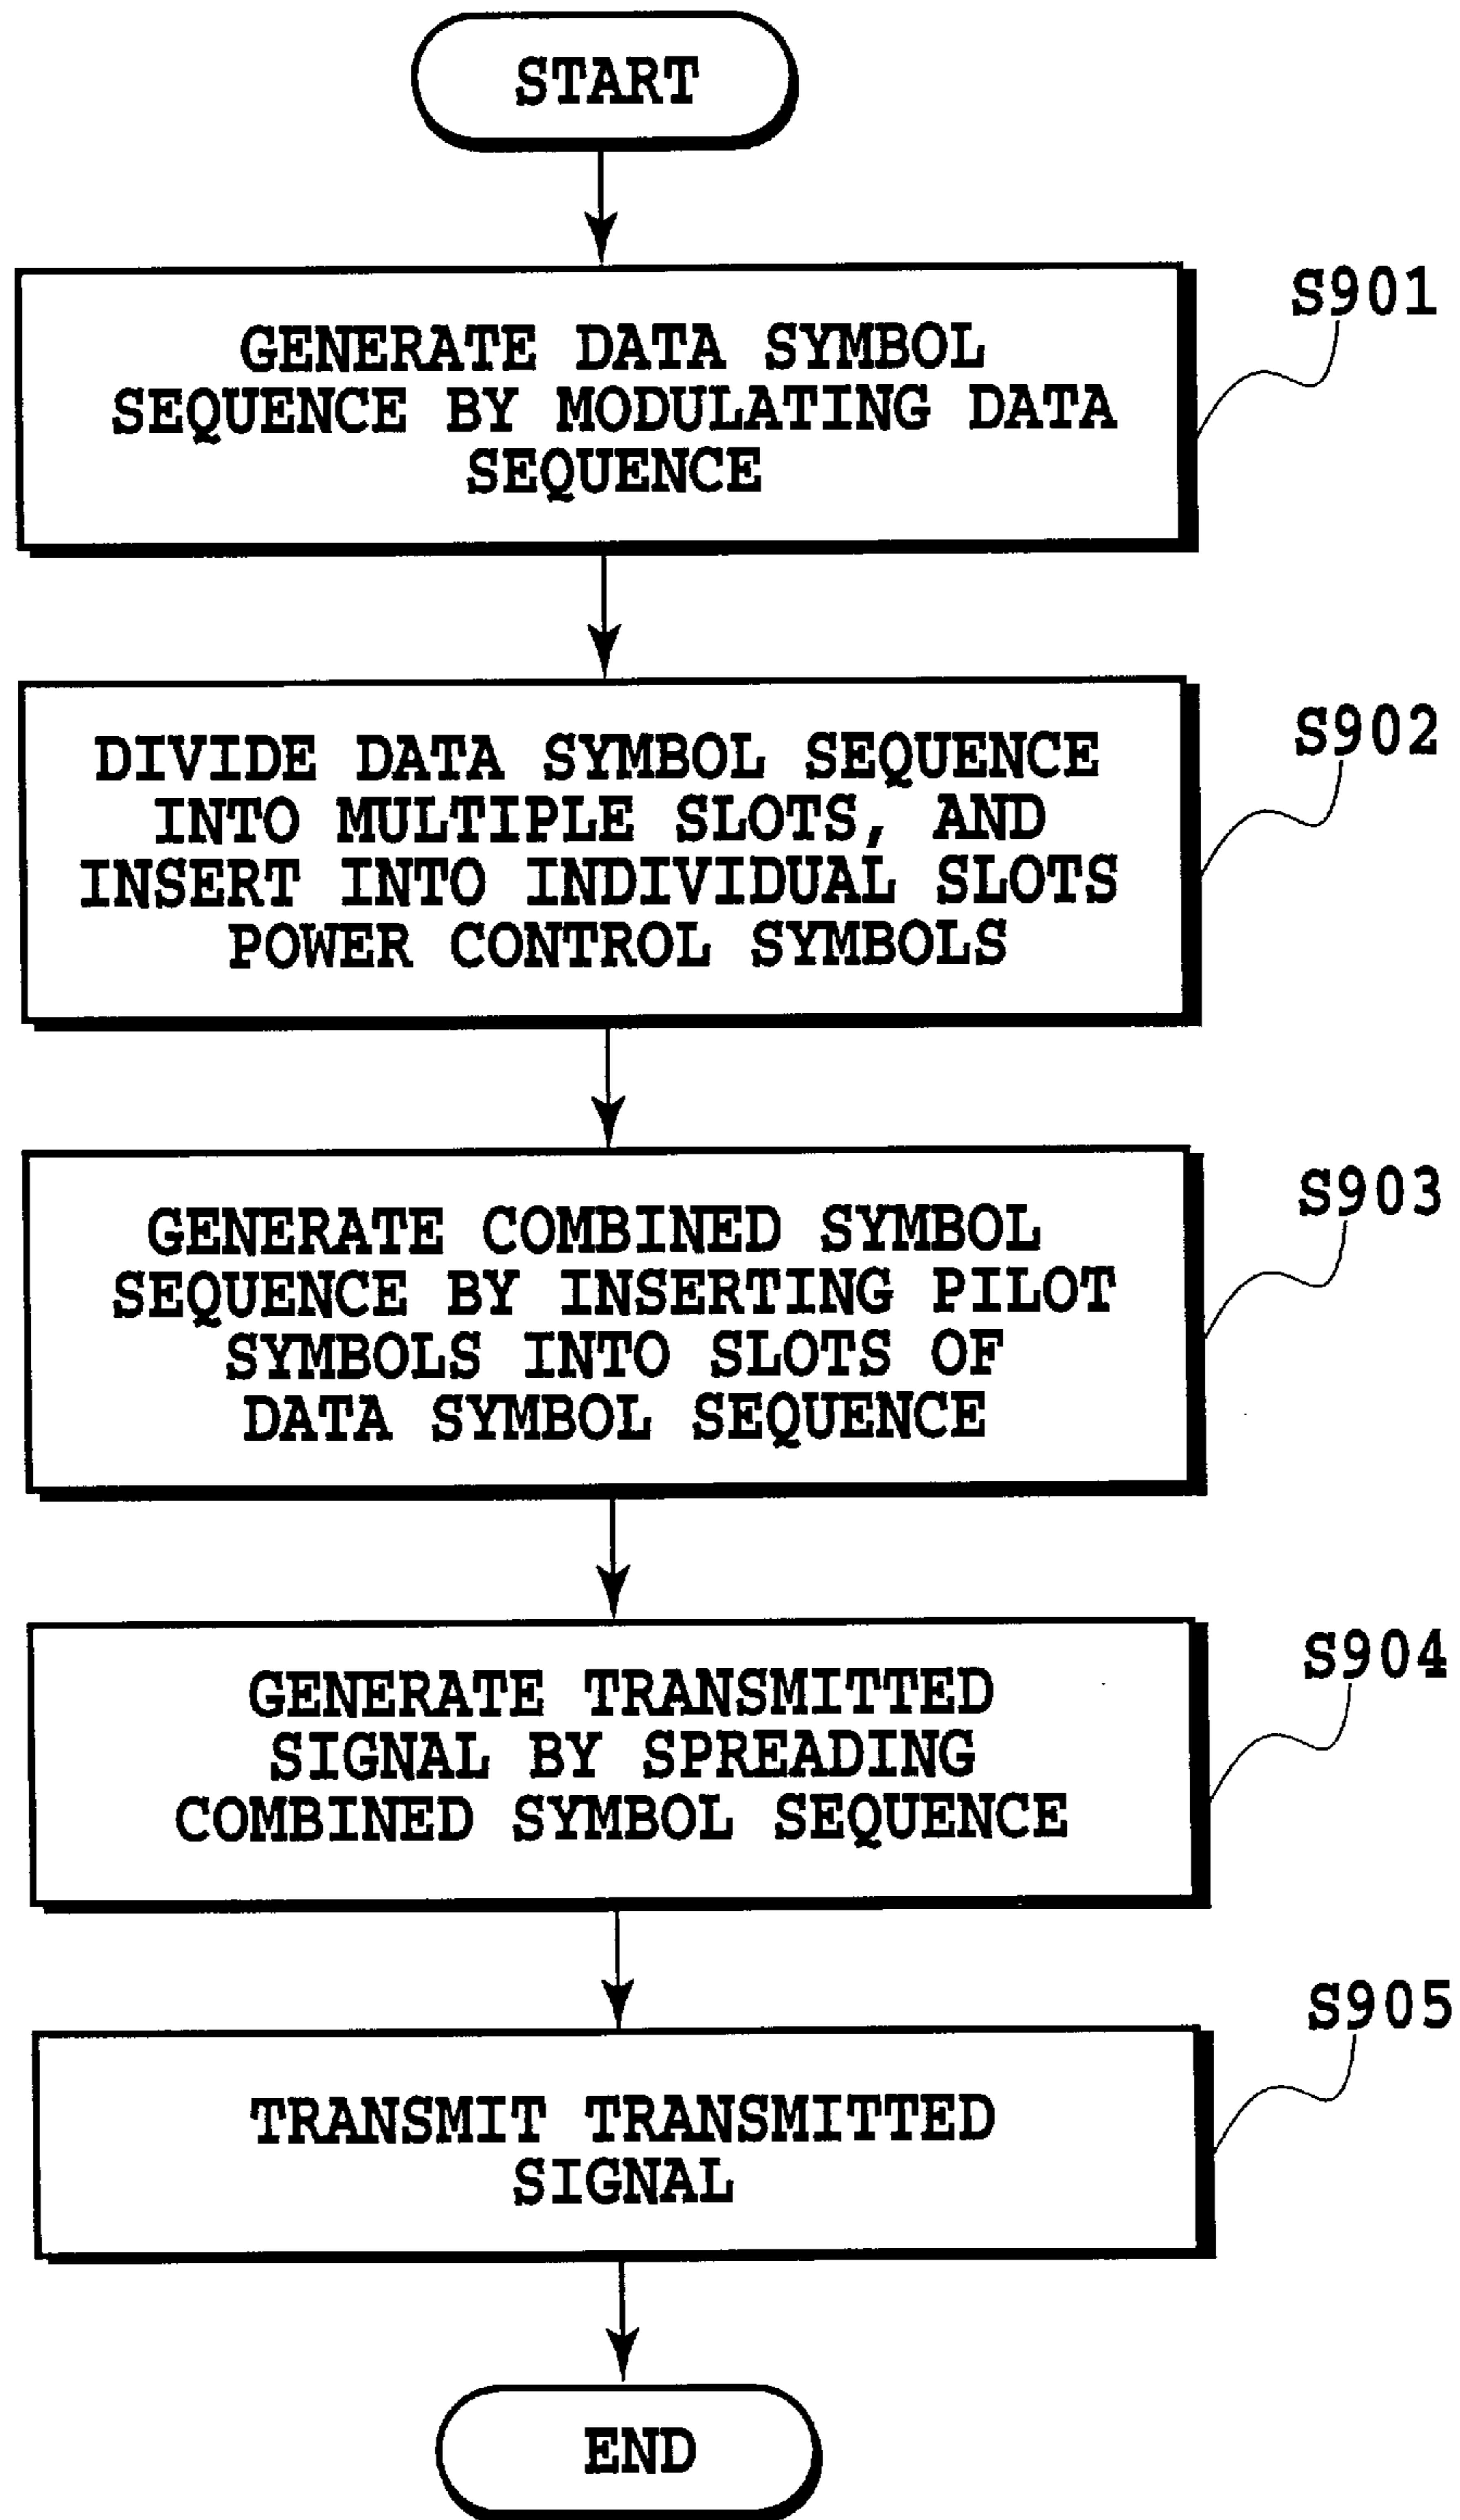 START
S901
GENERATE DATA SYMBOL
SEQUENCE BY MODULATING DATA
SEQUENCE
S902
DIVIDE DATA SYMBOL SEQUENCE
INTO MULTIPLE SLOTS, AND
INSERT INTO INDIVIDUAL SLOTS
POWER CONTROL SYMBOLS
S903
GENERATE COMBINED SYMBOL
SEQUENCE BY INSERTING PILOT
SYMBOLS INTO SLOTS OF
DATA SYMBOL SEQUENCE
S904
GENERATE TRANSMITTED
SIGNAL BY SPREADING
COMBINED SYMBOL SEQUENCE
S905
TRANSMIT TRANSMITTED
SIGNAL
END